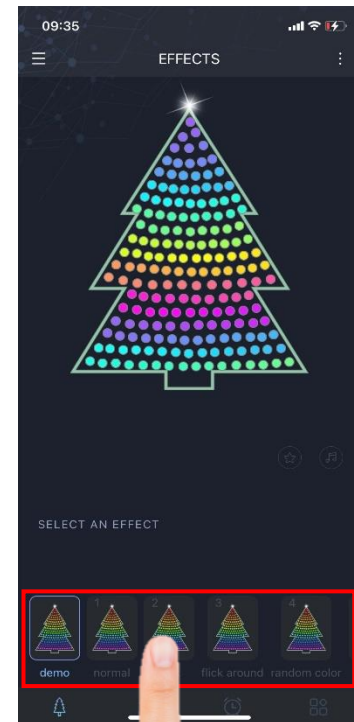 09:35
EFFECTS
SELECT AN EFFECT
1 2 3 4
demo normal flick around random color